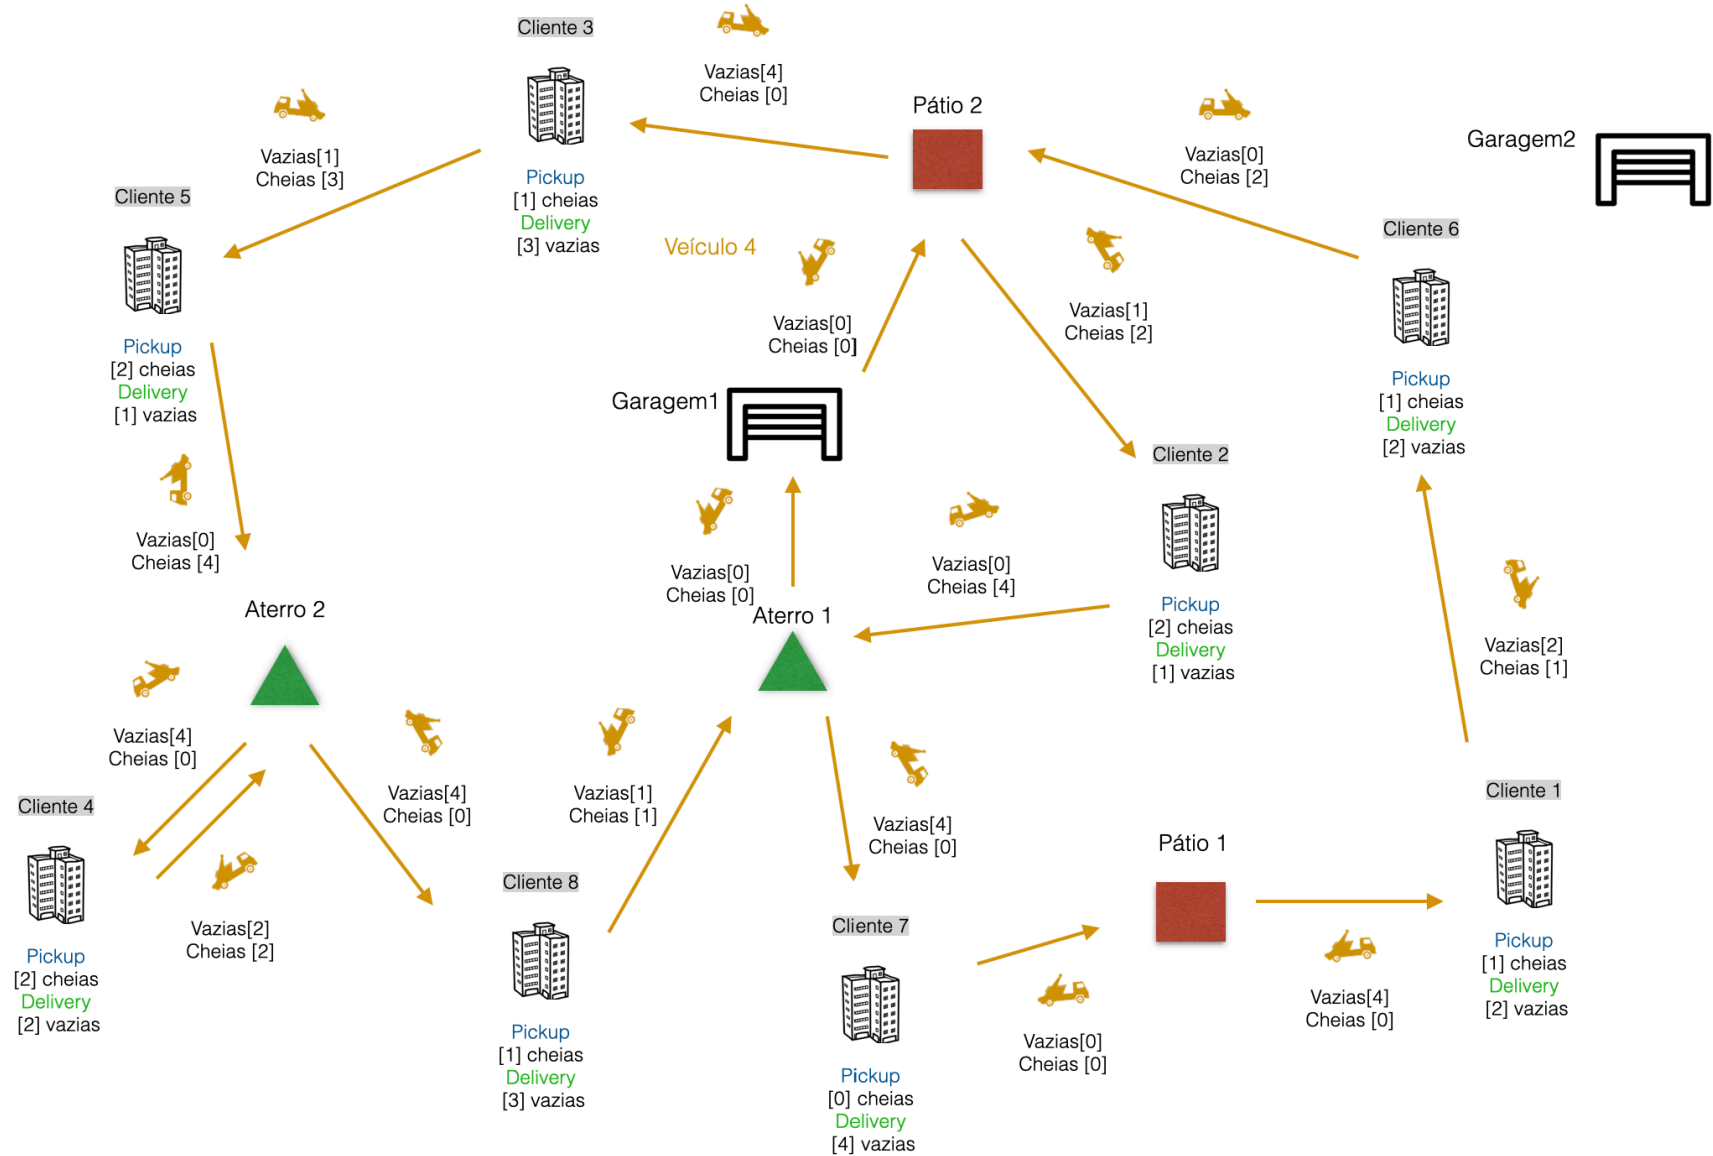 Cliente 3
Vazias[4]
Cheias [0]
Pátio 2
Vazias[0]
Cheias [2]
Garagem2
Vazias[1]
Cheias [3]
Cliente 5
Pickup
[1] cheias
Delivery
[3] vazias
Veículo 4
Cliente 6
Vazias[0]
Cheias [0]
Vazias[1]
Cheias [2]
Pickup
[2] cheias
Delivery
[1] vazias
Garagem1
Pickup
[1] cheias
Delivery
[2] vazias
Cliente 2
Vazias[0]
Cheias [4]
Vazias[0]
Cheias [0]
Vazias[0]
Cheias [4]
Aterro 2
Aterro 1
Pickup
[2] cheias
Delivery
[1] vazias
Vazias[2]
Cheias [1]
Vazias[4]
Cheias [0]
Vazias[4]
Cheias [0]
Vazias[1]
Cheias [1]
Vazias[4]
Cheias [0]
Cliente 4
Cliente 1
Pátio 1
Cliente 8
Vazias[2]
Cheias [2]
Cliente 7
Pickup
[2] cheias
Delivery
[2] vazias
Pickup
[1] cheias
Delivery
[2] vazias
Vazias[4]
Cheias [0]
Pickup
[1] cheias
Delivery
[3] vazias
Vazias[0]
Cheias [0]
Pickup
[0] cheias
Delivery
[4] vazias